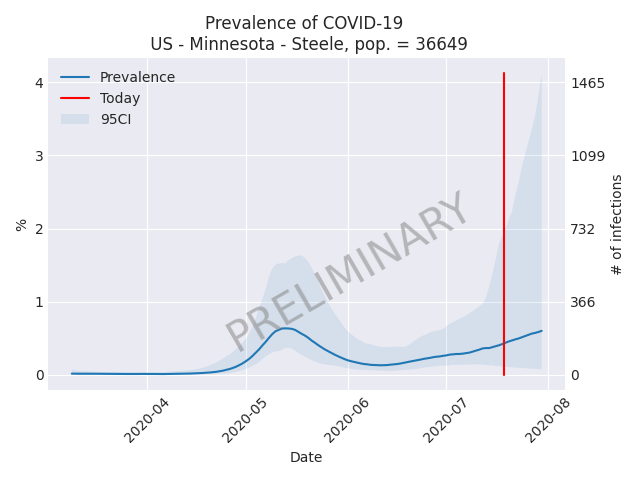 Prevalence of COVID-19
US - Minnesota - Steele, pop. = 36649
Prevalence
Today
95CI
PRELIMINARY
%
4
3
2
1
0
1465
1099
732
366
0
# of infections
2020-04
2020-05
2020-06
2020-07
2020-08
Date